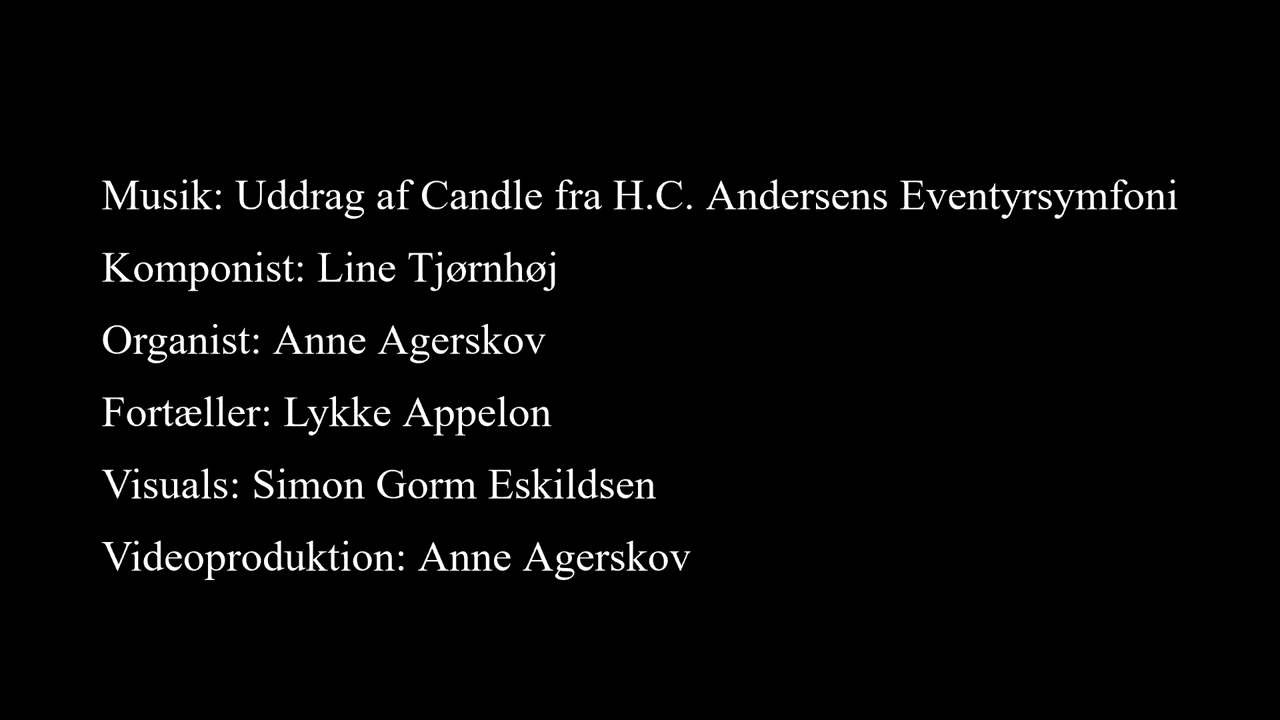 Musik: Uddrag af Candle fra H.C. Andersens Eventyrsymfoni
Komponist: Line Tjørnhøj
Organist: Anne Agerskov
Fortæller: Lykke Appelon
Visuals: Simon Gorm Eskildsen
Videoproduktion: Anne Agerskov